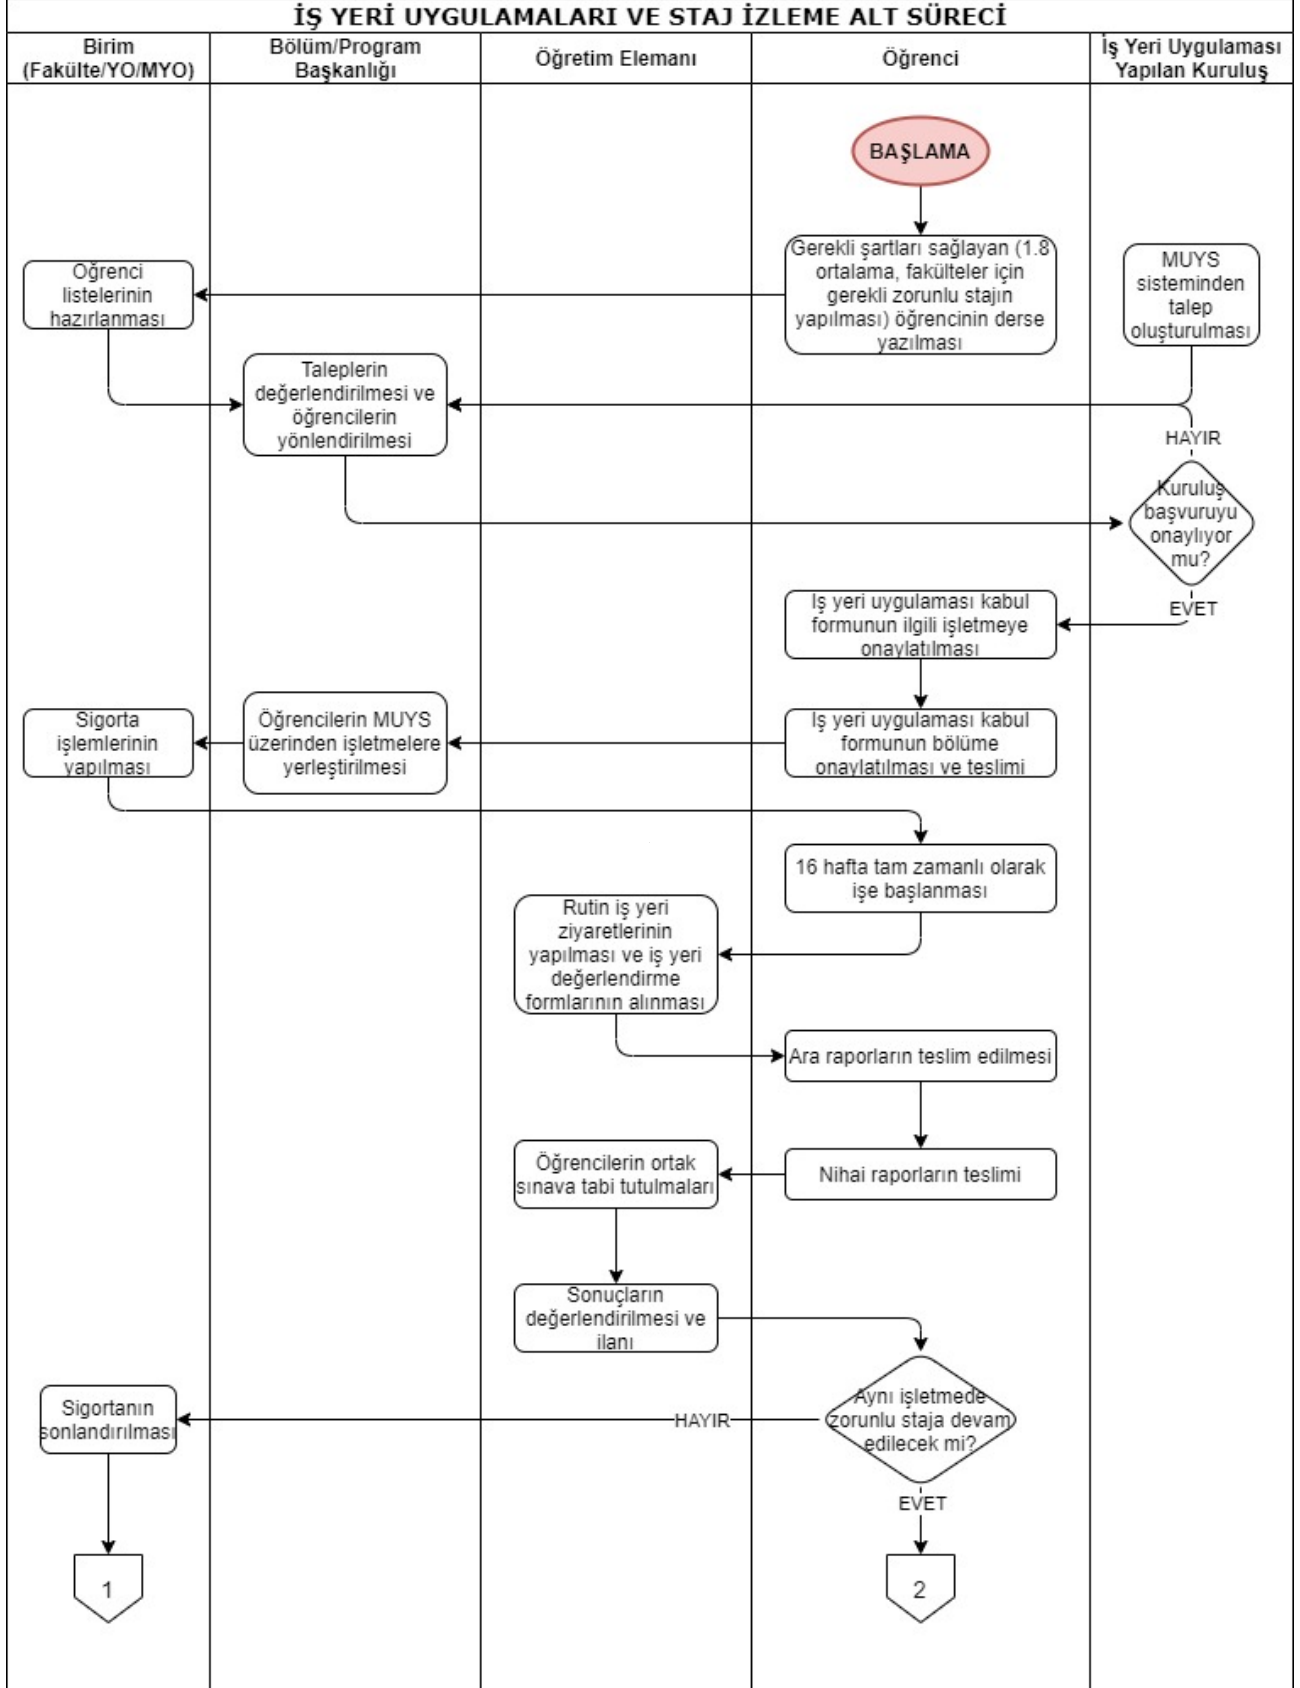 İŞ YERİ UYGULAMALARI VE STAJ İZLEME ALT SÜRECİ
Birim
(Fakülte/YO/MYO)
Bölüm/Program
Başkanlığı
Öğretim Elemanı
Öğrenci
İş Yeri Uygulaması
Yapılan Kuruluş
BAŞLAMA
Gerekli şartları sağlayan (1.8
ortalama, fakülteler için
gerekli zorunlu stajın
yapılması) öğrencinin derse
yazılması
MUYS
sisteminden
talep
oluşturulması
Öğrenci
listelerinin
hazırlanması
Taleplerin
değerlendirilmesi ve
öğrencilerin
yönlendirilmesi
HAYIR
Kuruluş
başvuruyu
onaylıyor
mu?
EVET
İş yeri uygulaması kabul
formunun ilgili işletmeye
onaylatılması
İş yeri uygulaması kabul
formunun bölüme
onaylatılması ve teslimi
Öğrencilerin MUYS
üzerinden işletmelere
yerleştirilmesi
Sigorta
işlemlerinin
yapılması
16 hafta tam zamanlı olarak
işe başlanması
Rutin iş yeri
ziyaretlerinin
yapılması ve iş yeri
değerlendirme
formlarının alınması
Ara raporların teslim edilmesi
Nihai raporların teslimi
Öğrencilerin ortak
sınava tabi tutulmaları
Sonuçların
değerlendirilmesi ve
ilanı
Aynı işletmede
zorunlu staja devam
edilecek mi?
HAYIR
Sigortanın
sonlandırılması
EVET
1
2